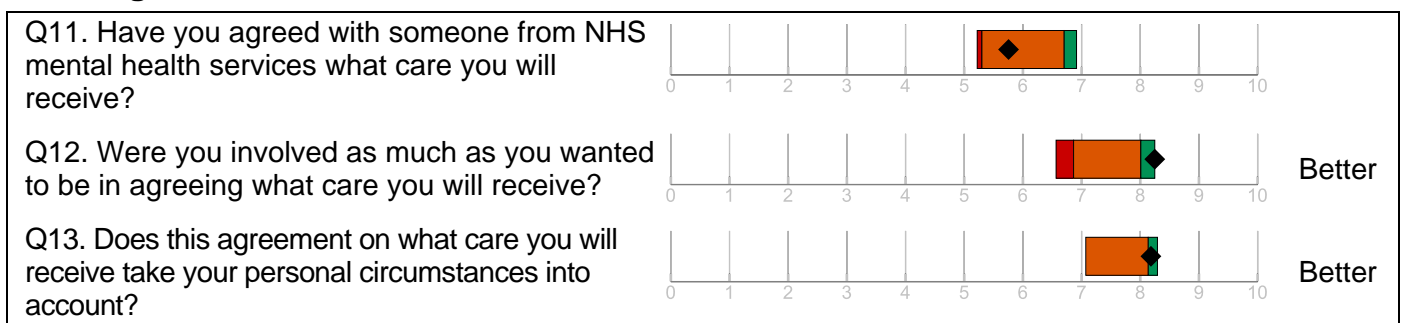 Q11. Have you agreed with someone from NHS
mental health services what care you will
receive?
0 1 2 3 4 5 6 7 8 9 10
Q12. Were you involved as much as you wanted
to be in agreeing what care you will receive?
0 1 2 3 4 5 6 7 8 9 10
Better
Q13. Does this agreement on what care you will
receive take your personal circumstances into
account?
0 1 2 3 4 5 6 7 8 9 10
Better